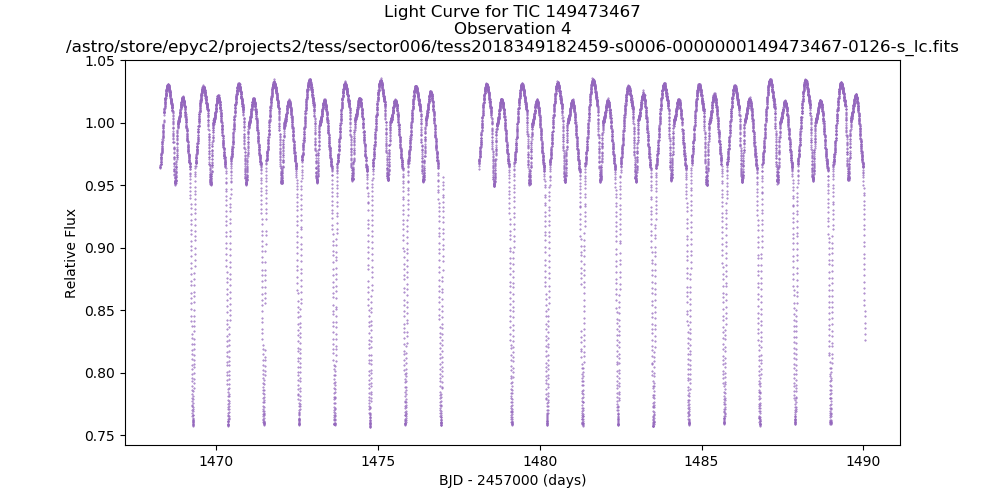 Light Curve for TIC 149473467
Observation 4
/astro/store/epyc2/projects2/tess/sector006/tess2018349182459-s0006-0000000149473467-0126-s_lc.fits
1.05
1.00
0.95
0.90
0.85
0.80
0.75
Relative Flux
1470
1475
1480
1485
1490
BJD - 2457000 (days)